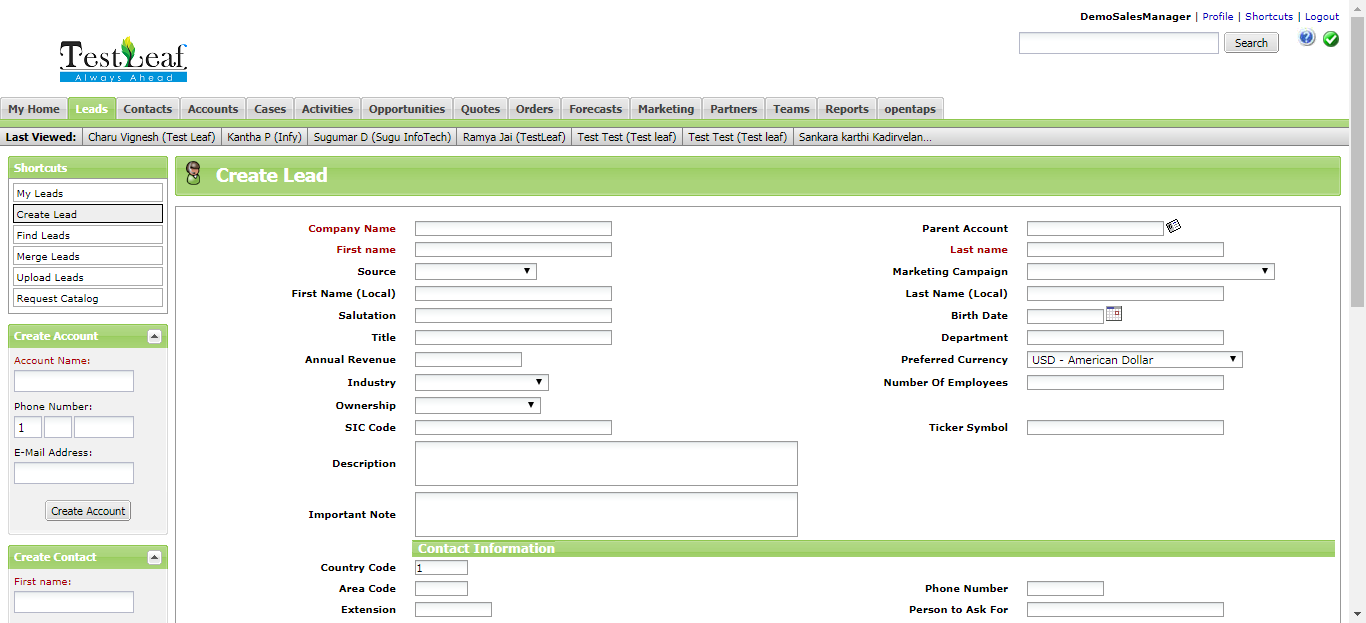 DemoSalesManager | Profile | Shortcuts | Logout
Search
TestLeaf
Always Ahead
My Home Leads Contacts Accounts Cases Activities Opportunities Quotes Orders Forecasts Marketing Partners Teams Reports opentaps
Last Viewed: Charu Vignesh (Test Leaf) Kantha P (Infy) Sugumar D (Sugu InfoTech) Ramya Jai (TestLeaf) Test Test (Test leaf) Test Test (Test leaf) Sankara karthi Kadirvelan...
Shortcuts
My Leads
Create Lead
Find Leads
Merge Leads
Upload Leads
Request Catalog
Create Account
Account Name:
Phone Number:
1
E-Mail Address:
Create Account
Create Contact
First name:
Create Lead
Company Name Parent Account
First name Last name
Source Marketing Campaign
First Name (Local) Last Name (Local)
Salutation Birth Date
Title Department
Annual Revenue Preferred Currency USD - American Dollar
Industry Number Of Employees
Ownership
SIC Code Ticker Symbol
Description
Important Note
Contact Information
Country Code 1
Area Code Phone Number
Extension Person to Ask For